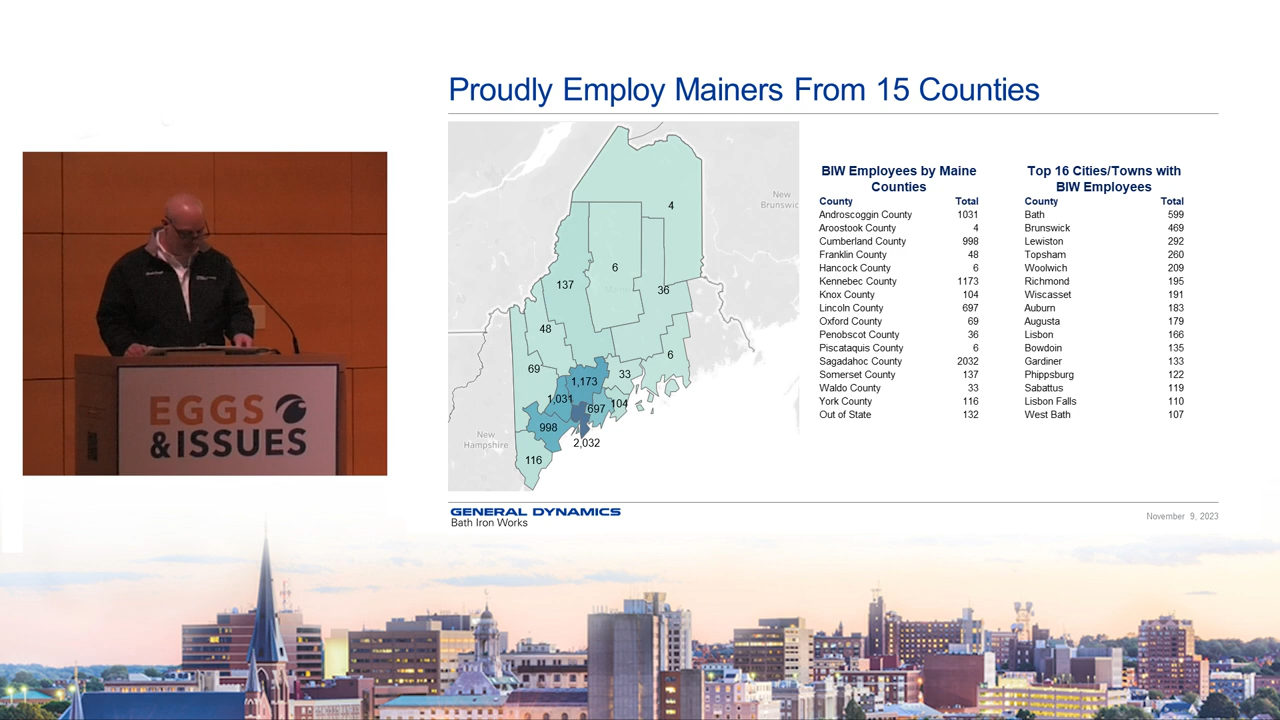 Proudly Employ Mainers From 15 Counties
4
New
Brunswic
6
137
36
48
6
69
33
1,173
1,031
697
104
998
2,032
New
Hampshire
116
BIW Employees by Maine
Counties
County Total
Androscoggin County 1031
Aroostook County 4
Cumberland County 998
Franklin County 48
Hancock County 6
Kennebec County 1173
Knox County 104
Lincoln County 697
Oxford County 69
Penobscot County 36
Piscataquis County 6
Sagadahoc County 2032
Somerset County 137
Waldo County 33
York County 116
Out of State 132
Top 16 Cities/Towns with
BIW Employees
County Total
Bath 599
Brunswick 469
Lewiston 292
Topsham 260
Woolwich 209
Richmond 195
Wiscasset 191
Auburn 183
Augusta 179
Lisbon 166
Bowdoin 135
Gardiner 133
Phippsburg 122
Sabattus 119
Lisbon Falls 110
West Bath 107
EGGS
& ISSUES
GENERAL DYNAMICS
Bath Iron Works
November 9, 2023